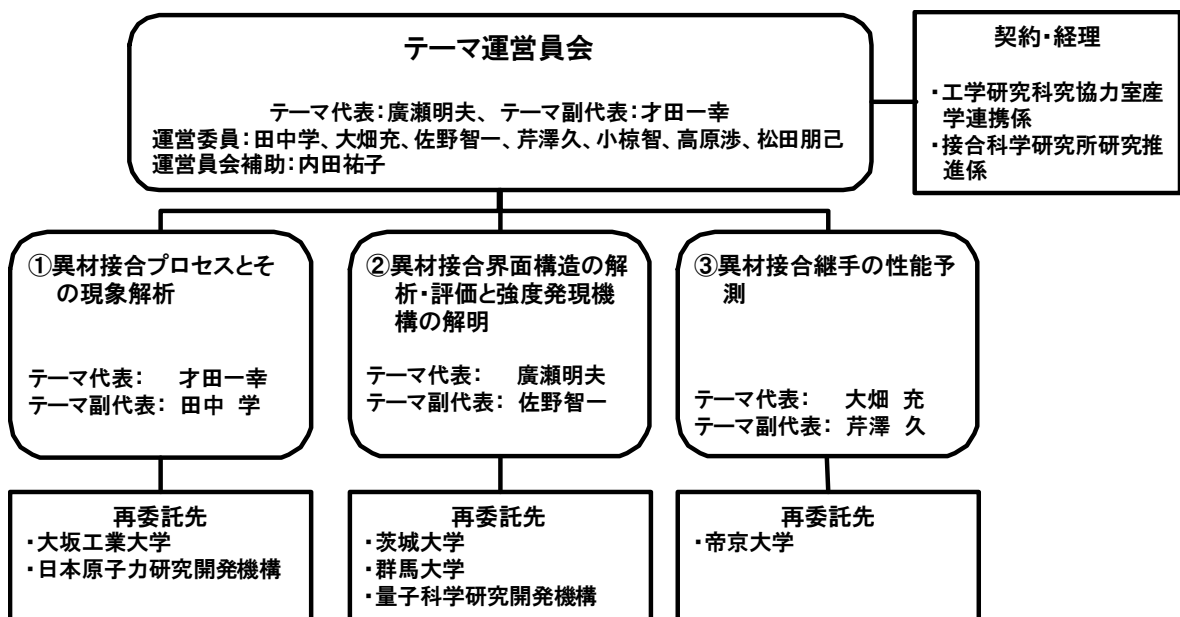 テーマ運営員会
テーマ代表：廣瀬明夫、テーマ副代表：才田一幸
運営委員：田中学、大畑充、佐野智一、芹澤久、小椋智、高原渉、松田朋己
運営員会補助：内田祐子
契約・経理
・工学研究科究協力室産
学連携係
・接合科学研究所研究推
進係
①異材接合プロセスとそ
の現象解析
テーマ代表： 才田一幸
テーマ副代表： 田中 学
②異材接合界面構造の解
析・評価と強度発現機
構の解明
テーマ代表： 廣瀬明夫
テーマ副代表： 佐野智一
③異材接合継手の性能予
測
テーマ代表： 大畑 充
テーマ副代表： 芹澤 久
再委託先
・大坂工業大学
・日本原子力研究開発機構
再委託先
・茨城大学
・群馬大学
・量子科学研究開発機構
再委託先
・帝京大学